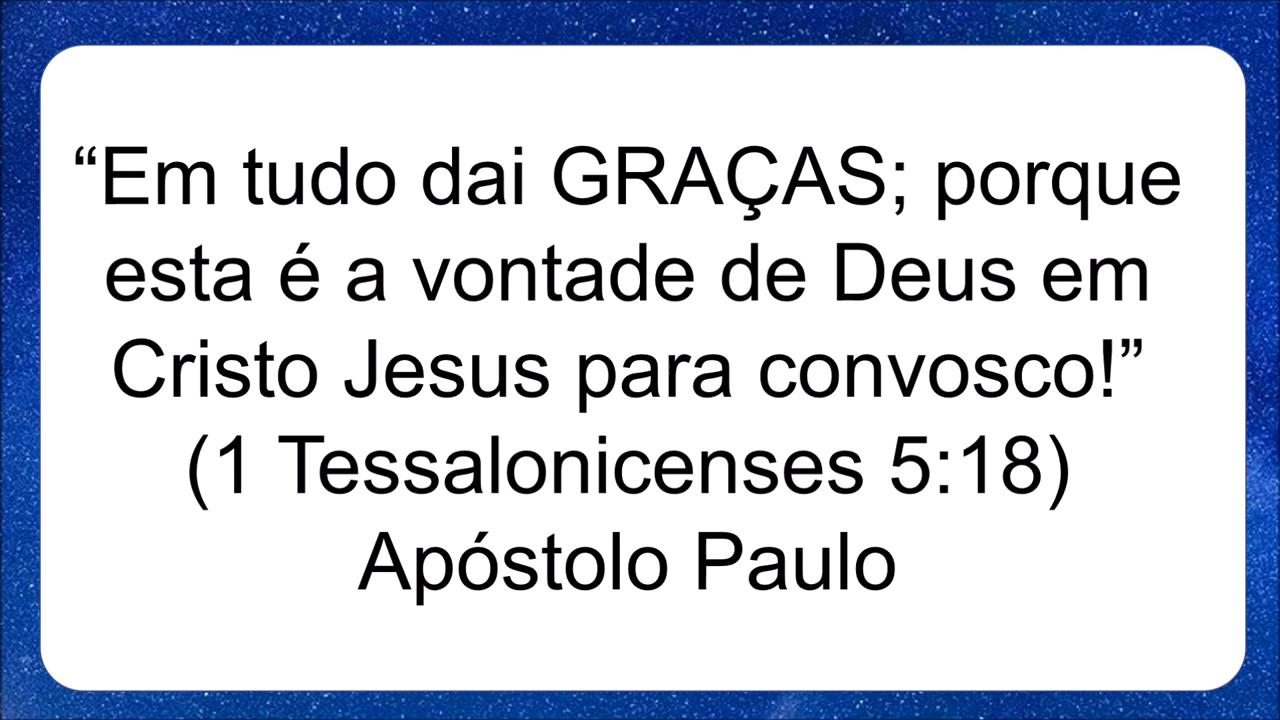 “Em tudo dai GRAÇAS; porque
esta é a vontade de Deus em
Cristo Jesus para convosco!”
(1 Tessalonicenses 5:18)
Apóstolo Paulo